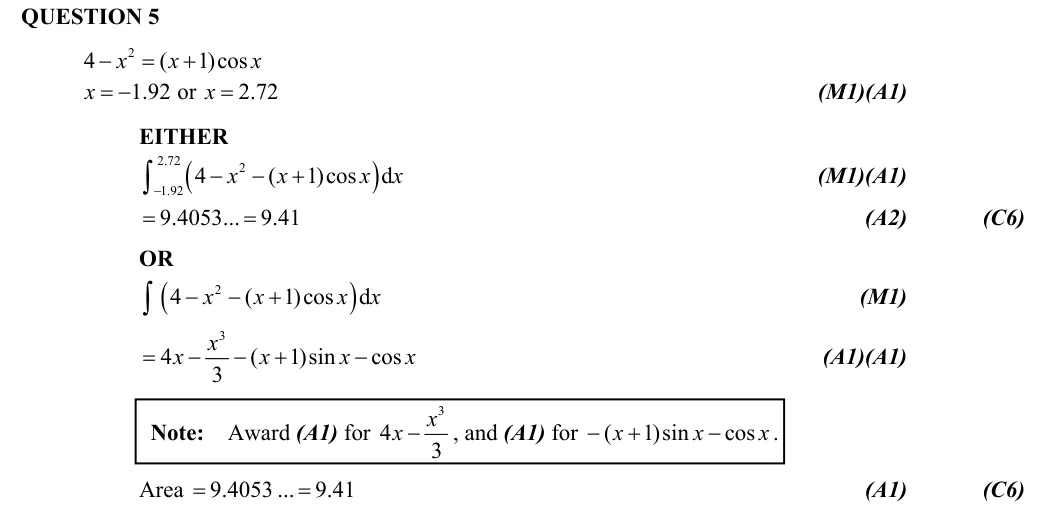 QUESTION 5
4 − x² = (x + 1) cos x
x = −1.92 or x = 2.72 (M1)(A1)
EITHER
∫_{−1.92}^{2.72} (4 − x² − (x + 1) cos x) dx (M1)(A1)
= 9.4053... = 9.41 (A2) (C6)
OR
∫ (4 − x² − (x + 1) cos x) dx (M1)
= 4x − x³/3 − (x + 1) sin x − cos x (A1)(A1)
Note: Award (A1) for 4x − x³/3, and (A1) for − (x + 1) sin x − cos x.
Area = 9.4053 ... = 9.41 (A1) (C6)